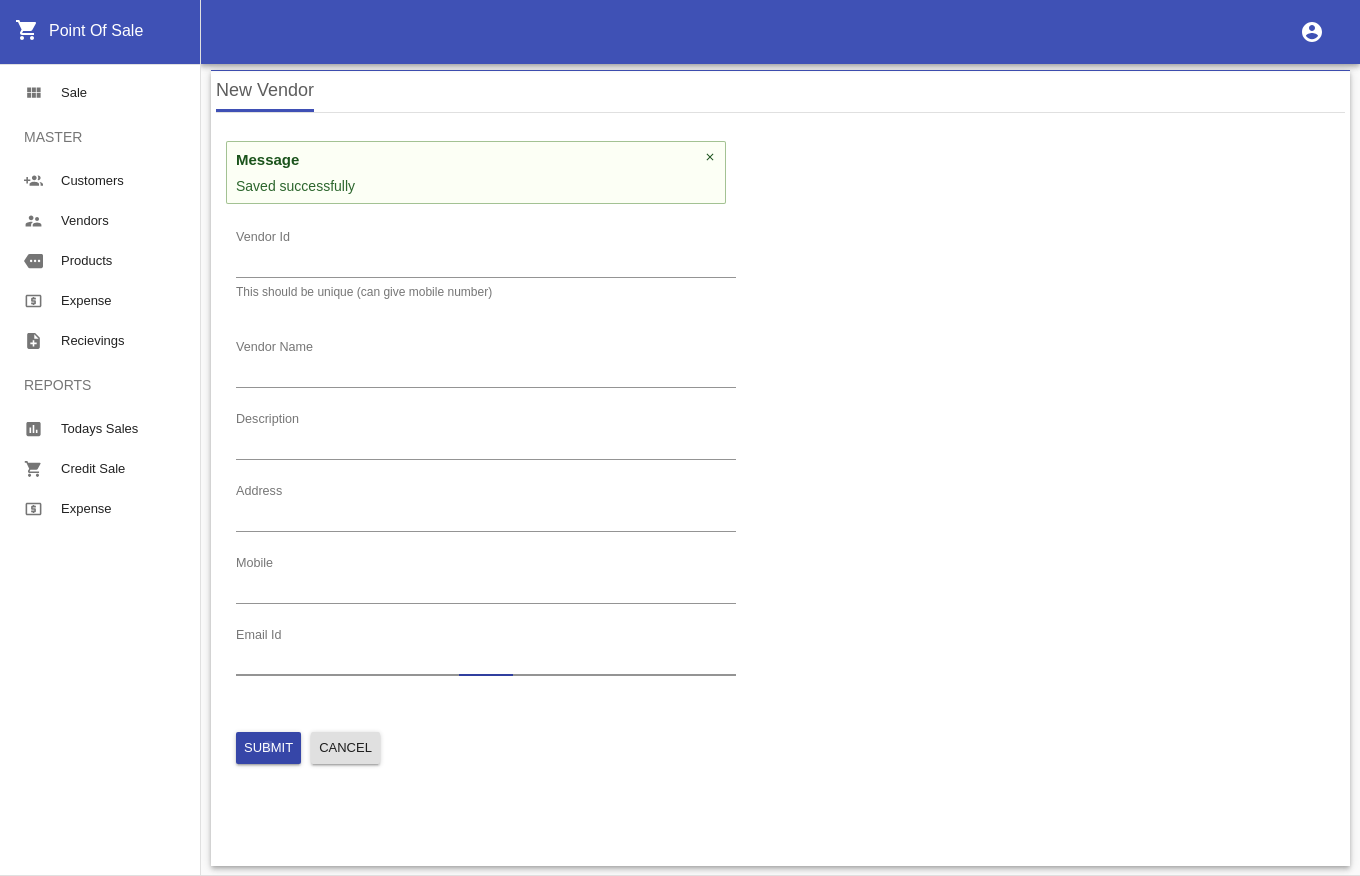 Point Of Sale
Sale
MASTER
Customers
Vendors
Products
Expense
Recievings
REPORTS
Todays Sales
Credit Sale
Expense
New Vendor
Message
×
Saved successfully
Vendor Id
This should be unique (can give mobile number)
Vendor Name
Description
Address
Mobile
Email Id
SUBMIT CANCEL